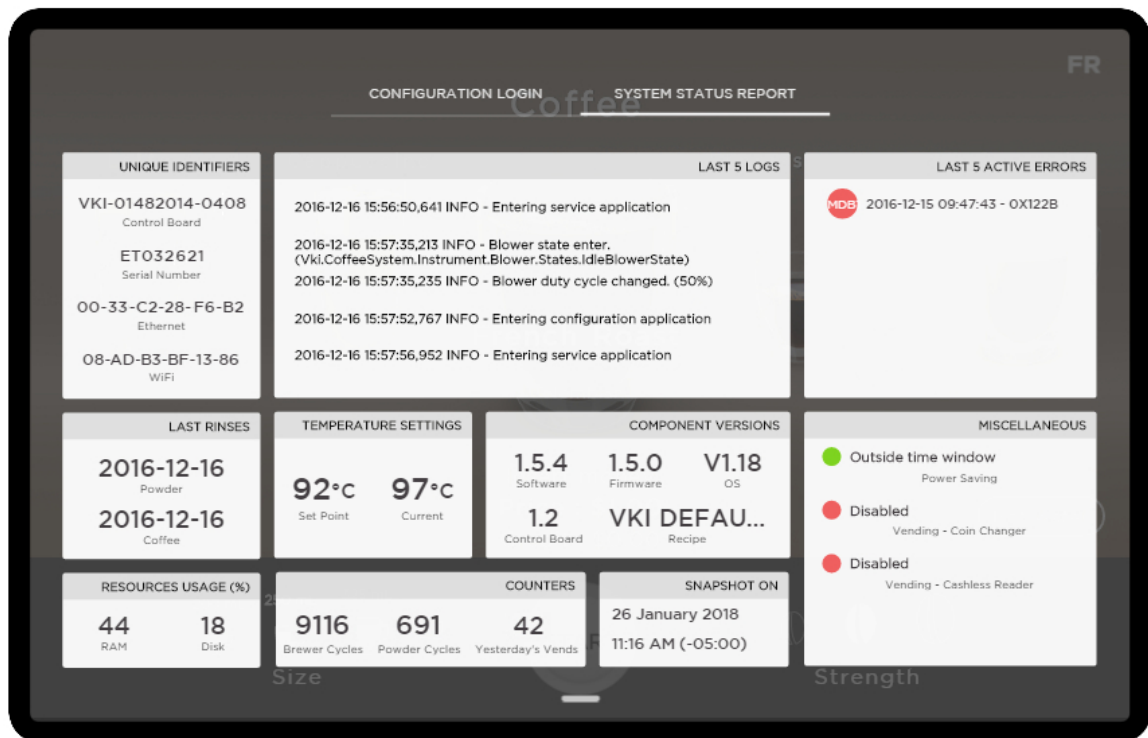 FR
CONFIGURATION LOGIN
SYSTEM STATUS REPORT
Coffee
UNIQUE IDENTIFIERS
VKI-01482014-0408
Control Board
ET032621
Serial Number
00-33-C2-28-F6-B2
Ethernet
08-AD-B3-BF-13-86
WiFi
LAST 5 LOGS
2016-12-16 15:56:50,641 INFO - Entering service application
2016-12-16 15:57:35,213 INFO - Blower state enter.
(Vki.CoffeeSystem.Instrument.Blower.States.IdleBlowerState)
2016-12-16 15:57:35,235 INFO - Blower duty cycle changed. (50%)
2016-12-16 15:57:52,767 INFO - Entering configuration application
2016-12-16 15:57:56,952 INFO - Entering service application
LAST 5 ACTIVE ERRORS
MDB 2016-12-15 09:47:43 - 0X122B
LAST RINSES
2016-12-16
Powder
2016-12-16
Coffee
TEMPERATURE SETTINGS
92°C 97°C
Set Point Current
COMPONENT VERSIONS
1.5.4 1.5.0 V1.18
Software Firmware OS
1.2 VKI DEFAU...
Control Board Recipe
MISCELLANEOUS
Outside time window
Power Saving
Disabled
Vending - Coin Changer
Disabled
Vending - Cashless Reader
RESOURCES USAGE (%)
44 18
RAM Disk
COUNTERS
9116 691 42
Brewer Cycles Powder Cycles Yesterday's Vends
SNAPSHOT ON
26 January 2018
11:16 AM (-05:00)
Size
Strength